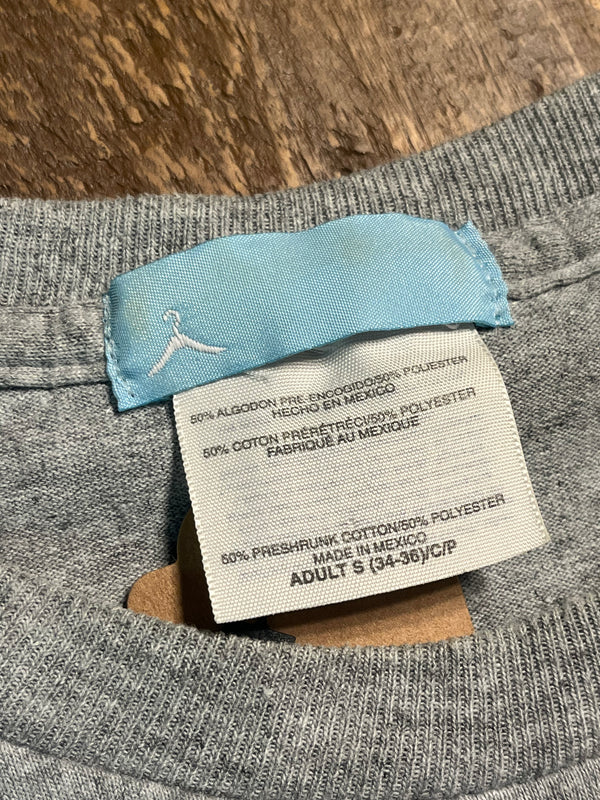 50% ALGODON PRE-ENCOGIDO/50% POLIESTER
HECHO EN MEXICO
50% COTON PRÉPÉTRÉCI/50% POLYESTER
FABRIQUÉ AU MEXIQUE
50% PRESHRUNK COTTON/50% POLYESTER
MADE IN MEXICO
ADULT S (34-36)/C/P